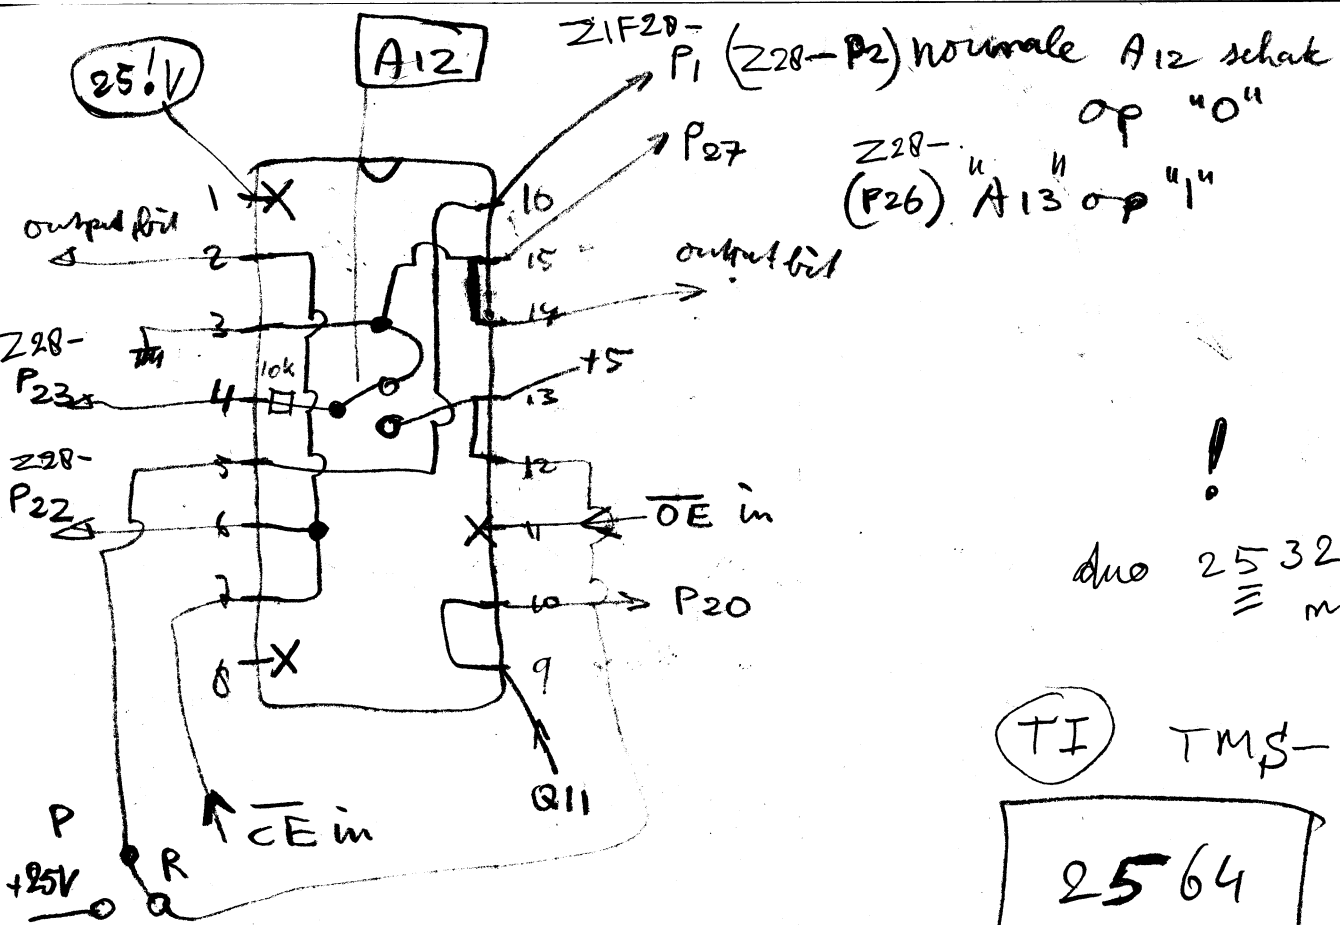 25!V
A12
ZIF28-
P1 (Z28-P2) normale A12 schak
op "0"
P27
Z28-
(P26) "A13" op "1"
1
16
output bit
2
15
output bit
3
14
Z28-
P23
10k
4
13
+5
Z28-
P22
5
12
6
11
OE in
7
10
P20
8
9
!
duo 2532
m
Q11
CE in
P
+25V
R
TI
TMS-
2564